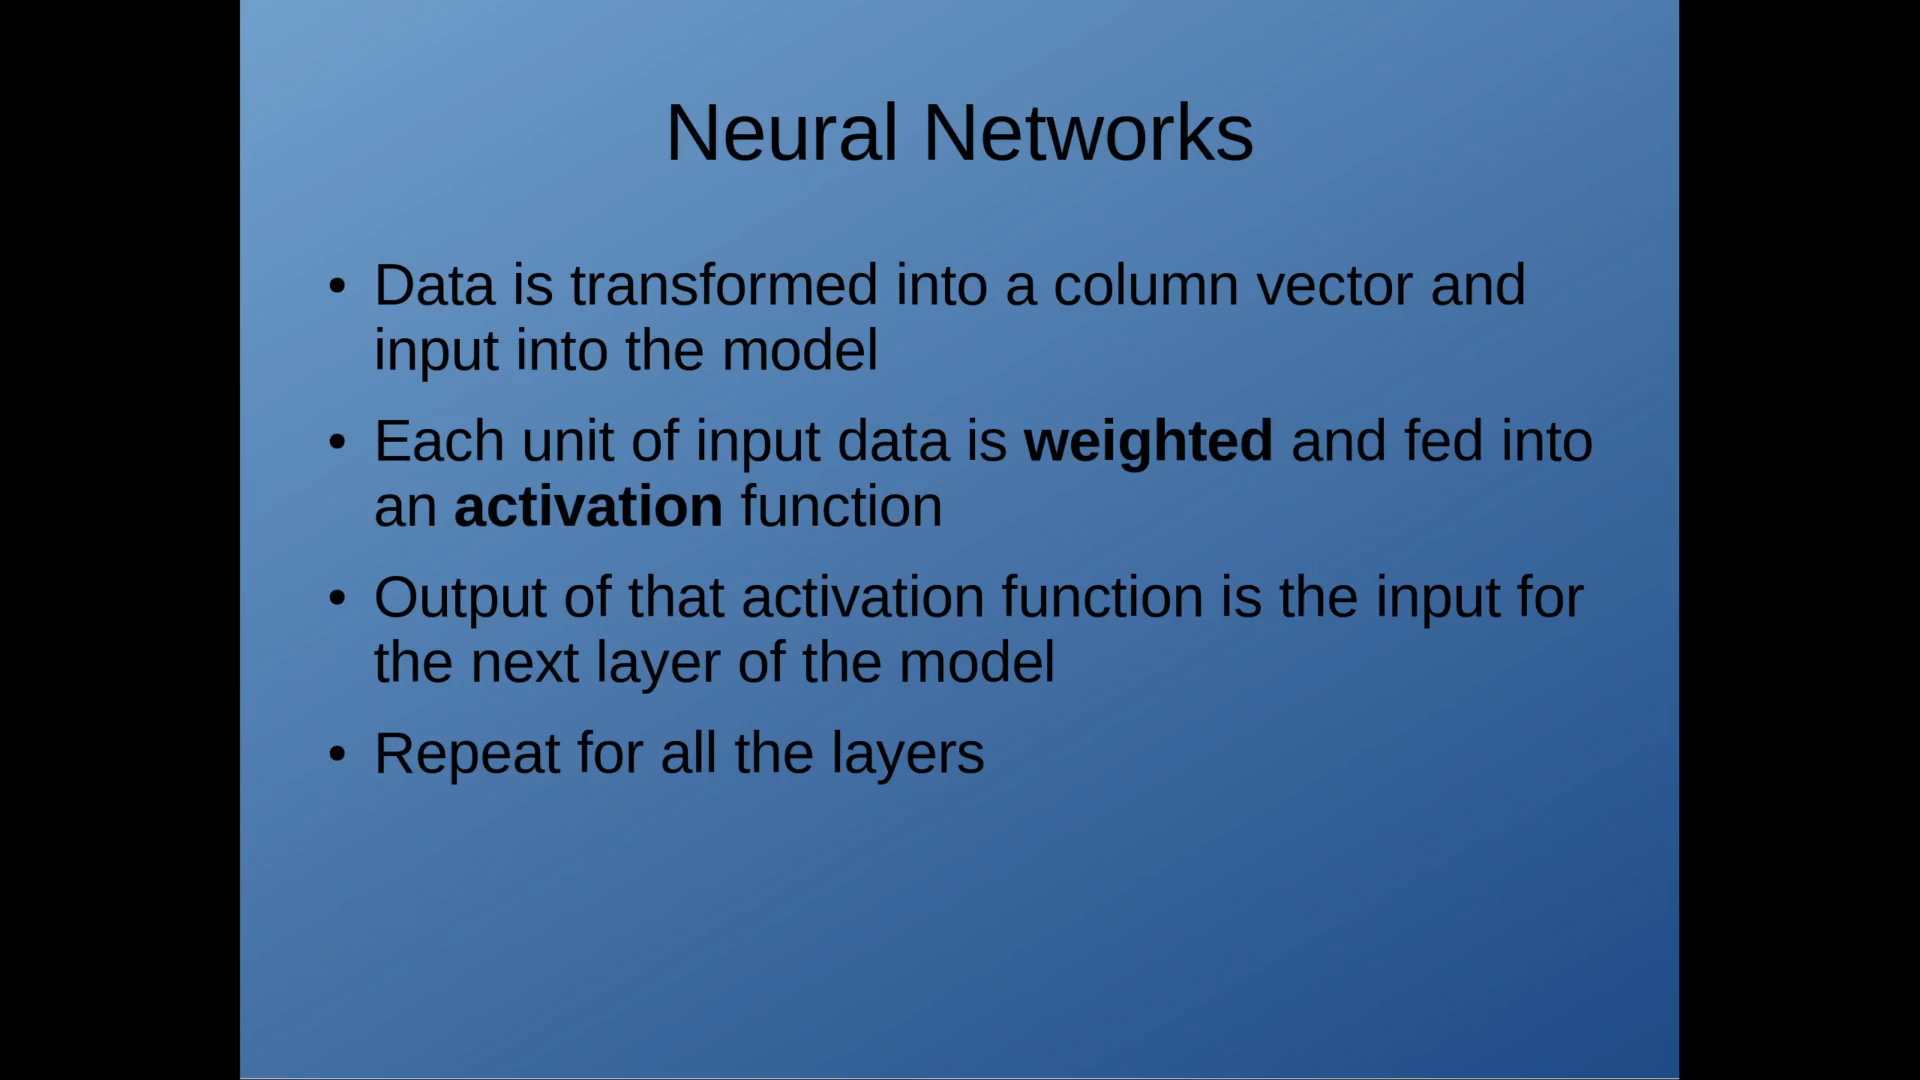 Neural Networks
• Data is transformed into a column vector and
input into the model
• Each unit of input data is weighted and fed into
an activation function
• Output of that activation function is the input for
the next layer of the model
• Repeat for all the layers